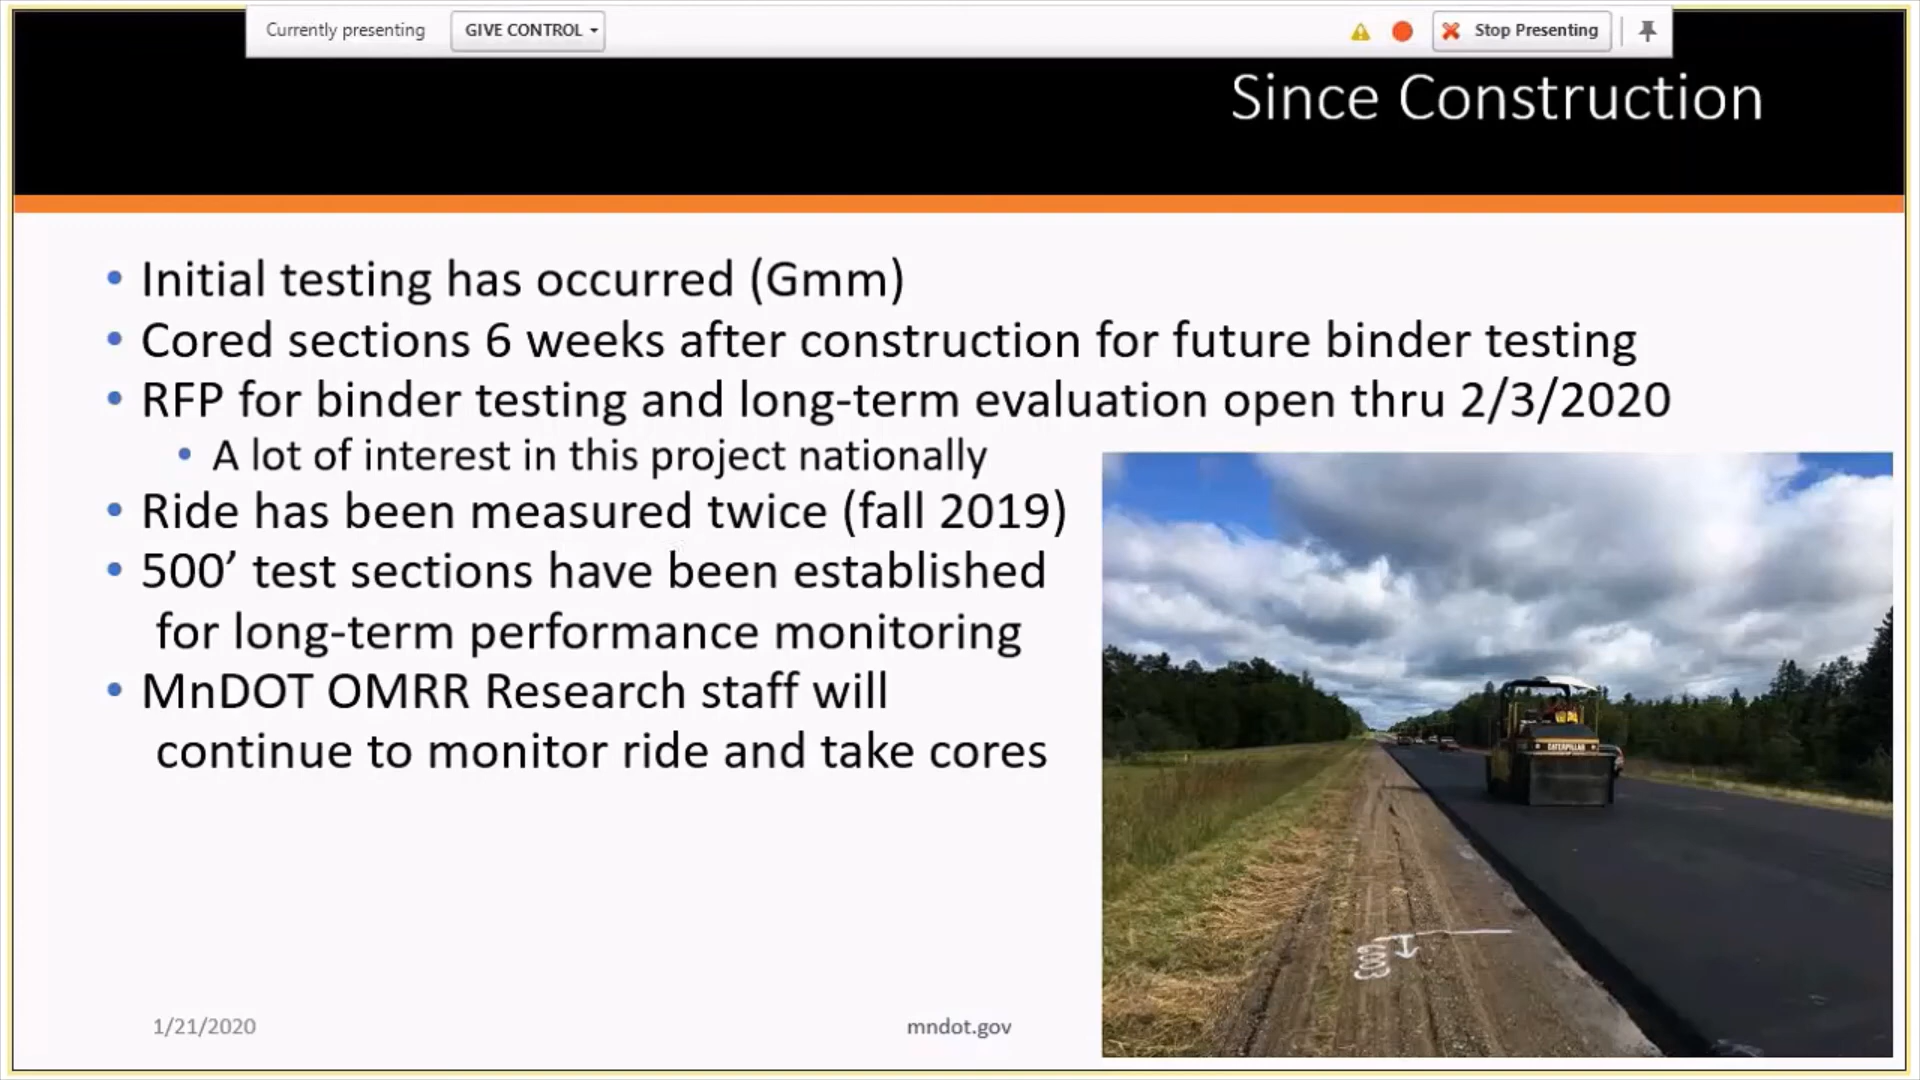 Currently presenting GIVE CONTROL Stop Presenting
Since Construction
• Initial testing has occurred (Gmm)
• Cored sections 6 weeks after construction for future binder testing
• RFP for binder testing and long-term evaluation open thru 2/3/2020
• A lot of interest in this project nationally
• Ride has been measured twice (fall 2019)
• 500’ test sections have been established
for long-term performance monitoring
• MnDOT OMRR Research staff will
continue to monitor ride and take cores
CATERPILLAR
1/21/2020 mndot.gov